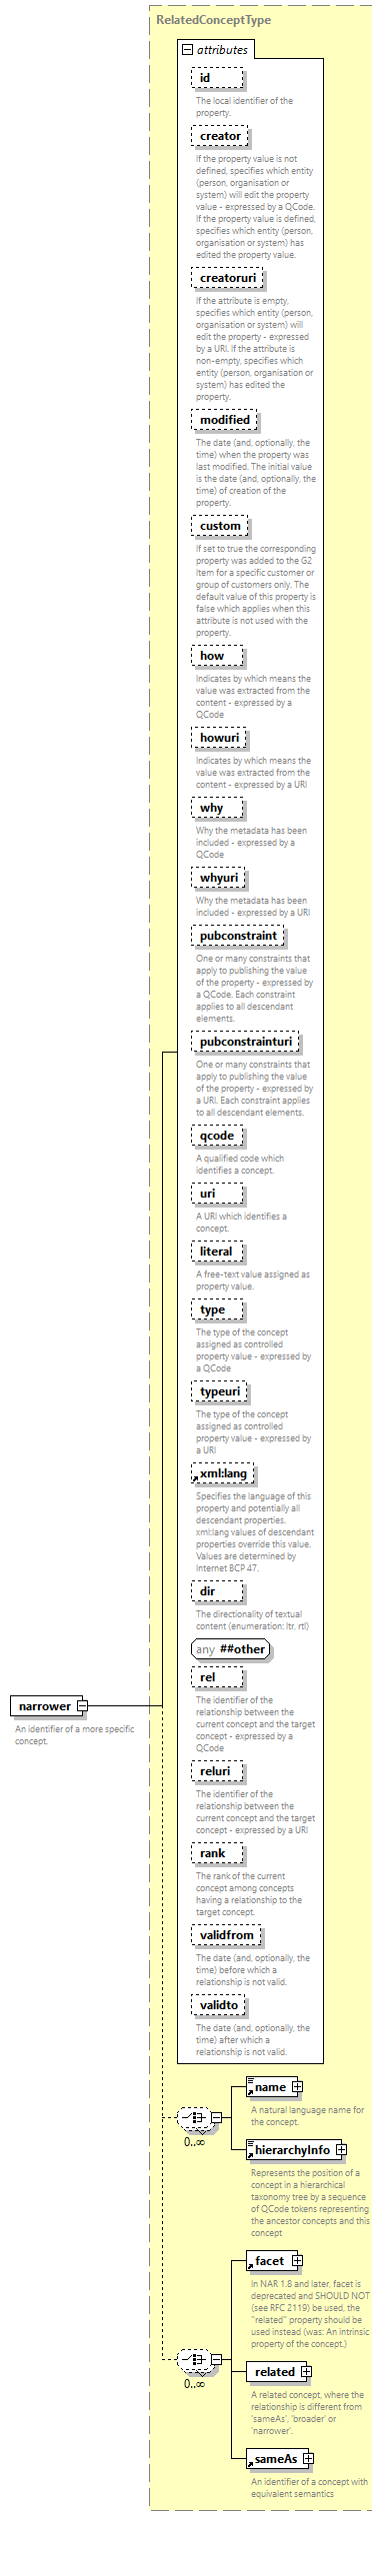 RelatedConceptType
attributes
id
The local identifier of the
property.
creator
If the property value is not
defined, specifies which entity
(person, organisation or
system) will edit the property
value - expressed by a QCode.
If the property value is defined,
specifies which entity (person,
organisation or system) has
edited the property value.
creatoruri
If the attribute is empty,
specifies which entity (person,
organisation or system) will
edit the property - expressed
by a URI. If the attribute is
non-empty, specifies which
entity (person, organisation or
system) has edited the
property.
modified
The date (and, optionally, the
time) when the property was
last modified. The initial value
is the date (and, optionally, the
time) of creation of the
property.
custom
If set to true the corresponding
property was added to the G2
Item for a specific customer or
group of customers only. The
default value of this property is
false which applies when this
attribute is not used with the
property.
how
Indicates by which means the
value was extracted from the
content - expressed by a
QCode
howuri
Indicates by which means the
value was extracted from the
content - expressed by a URI
why
Why the metadata has been
included - expressed by a
QCode
whyuri
Why the metadata has been
included - expressed by a URI
pubconstraint
One or many constraints that
apply to publishing the value
of the property - expressed by
a QCode. Each constraint
applies to all descendant
elements.
pubconstrainturi
One or many constraints that
apply to publishing the value
of the property - expressed by
a URI. Each constraint applies
to all descendant elements.
qcode
A qualified code which
identifies a concept.
uri
A URI which identifies a
concept.
literal
A free-text value assigned as
property value.
type
The type of the concept
assigned as controlled
property value - expressed by
a QCode
typeuri
The type of the concept
assigned as controlled
property value - expressed by
a URI
xml:lang
Specifies the language of this
property and potentially all
descendant properties.
xml:lang values of descendant
properties override this value.
Values are determined by
Internet BCP 47.
dir
The directionality of textual
content (enumeration: ltr, rtl)
any ##other
rel
The identifier of the
relationship between the
current concept and the target
concept - expressed by a
QCode
reluri
The identifier of the
relationship between the
current concept and the target
concept - expressed by a URI
rank
The rank of the current
concept among concepts
having a relationship to the
target concept.
validfrom
The date (and, optionally, the
time) before which a
relationship is not valid.
validto
The date (and, optionally, the
time) after which a
relationship is not valid.
narrower
An identifier of a more specific
concept.
name
A natural language name for
the concept.
0..∞
hierarchyInfo
Represents the position of a
concept in a hierarchical
taxonomy tree by a sequence
of QCode tokens representing
the ancestor concepts and this
concept
facet
In NAR 1.8 and later, facet is
deprecated and SHOULD NOT
(see RFC 2119) be used, the
"related" property should be
used instead (was: An intrinsic
property of the concept.)
0..∞
related
A related concept, where the
relationship is different from
'sameAs', 'broader' or
'narrower'.
sameAs
An identifier of a concept with
equivalent semantics